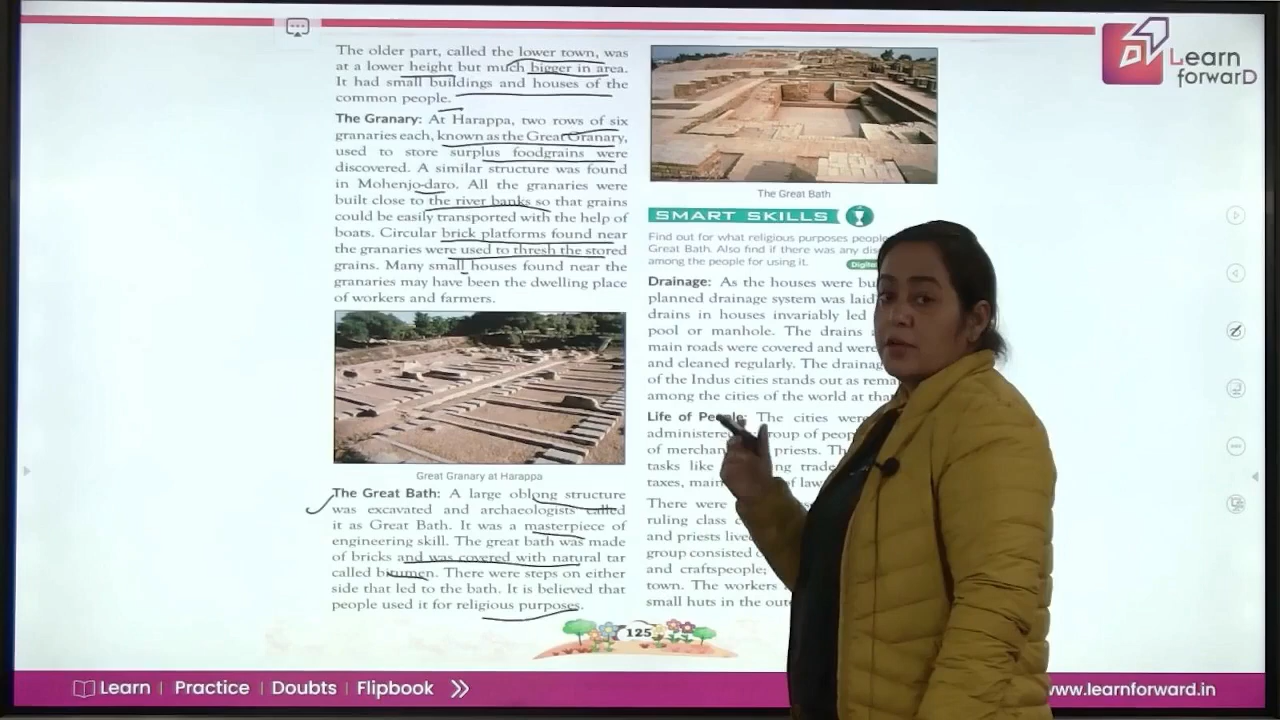 The older part, called the lower town, was
at a lower height but much bigger in area.
It had small buildings and houses of the
common people.
The Granary: At Harappa, two rows of six
granaries each, known as the Great Granary,
used to store surplus foodgrains were
discovered. A similar structure was found
in Mohenjo-daro. All the granaries were
built close to the river banks so that grains
could be easily transported with the help of
boats. Circular brick platforms found near
the granaries were used to thresh the stored
grains. Many small houses found near the
granaries may have been the dwelling place
of workers and farmers.
Great Granary at Harappa
The Great Bath: A large oblong structure
was excavated and archaeologists called
it as Great Bath. It was a masterpiece of
engineering skill. The great bath was made
of bricks and was covered with natural tar
called bitumen. There were steps on either
side that led to the bath. It is believed that
people used it for religious purposes.
The Great Bath
SMART SKILLS
Find out for what religious purposes
Great Bath. Also find if there was any
among the people for using it.
Drainage: As the houses were
planned drainage system was
drains in houses invariably led
pool or manhole. The drains
main roads were covered and were
and cleaned regularly. The
of the Indus cities stands out as
among the cities of the world at
Life of People: The cities were
administered group of
of priests.
tasks like trade
taxes, of
There were
ruling class
and priests
group consisted
and craftspeople;
town. The workers
small huts in the
125
Learn
forwarD
Learn | Practice | Doubts | Flipbook
www.learnforward.in